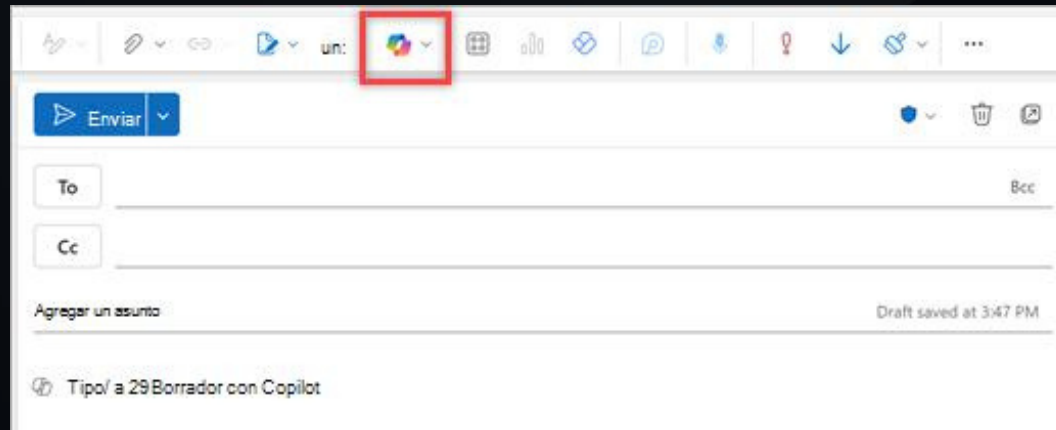 un:
Enviar
To Bcc
Cc
Agregar un asunto Draft saved at 3:47 PM
Tipo/ a 29 Borrador con Copilot